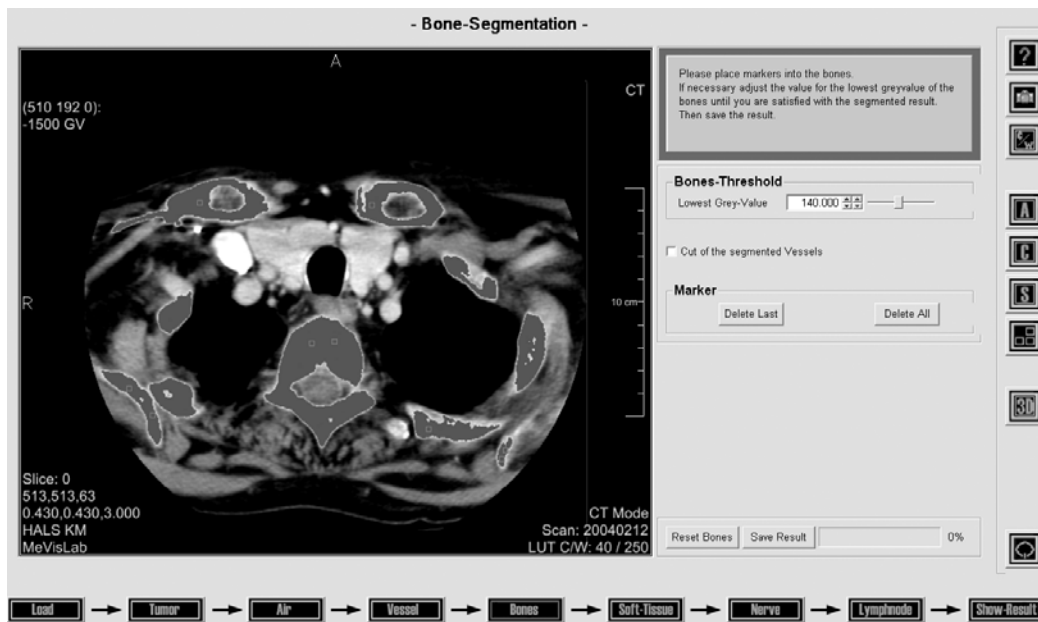 - Bone-Segmentation -
A
CT
(510 192 0):
-1500 GV
R
10 cm
Slice: 0
513,513,63
0.430,0.430,3.000
HALS KM
MeVisLab
CT Mode
Scan: 20040212
LUT C/W: 40 / 250
Please place markers into the bones.
If necessary adjust the value for the lowest greyvalue of the
bones until you are satisfied with the segmented result.
Then save the result.
Bones-Threshold
Lowest Grey-Value 140.000
Cut of the segmented Vessels
Marker
Delete Last Delete All
Reset Bones Save Result 0%
?
C/W
A
C
S
3D
Load Tumor Air Vessel Bones Soft-Tissue Nerve Lymphnode Show-Result